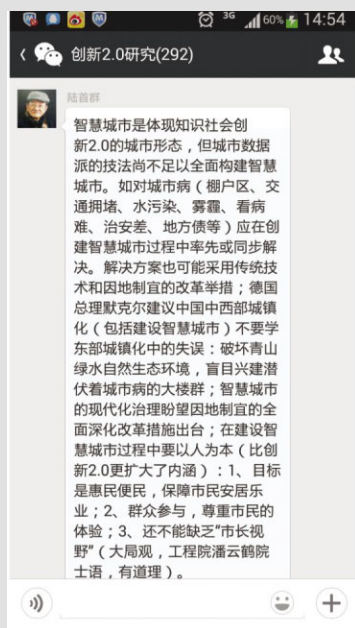 3G
60%
14:54
创新2.0研究(292)
陆首群
智慧城市是体现知识社会创
新2.0的城市形态，但城市数据
派的技法尚不足以全面构建智慧
城市。如对城市病（棚户区、交
通拥堵、水污染、雾霾、看病
难、治安差、地方债等）应在创
建智慧城市过程中率先或同步解
决。解决方案也可能采用传统技
术和因地制宜的改革举措；德国
总理默克尔建议中国中西部城镇
化（包括建设智慧城市）不要学
东部城镇化中的失误：破坏青山
绿水自然生态环境，盲目兴建潜
伏着城市病的大楼群；智慧城市
的现代化治理盼望因地制宜的全
面深化改革措施出台；在建设智
慧城市过程中要以人为本（比创
新2.0更扩大了内涵）：1、目标
是惠民便民，保障市民安居乐
业；2、群众参与，尊重市民的
体验；3、还不能缺乏"市长视
野"（大局观，工程院潘云鹤院
士语，有道理）。